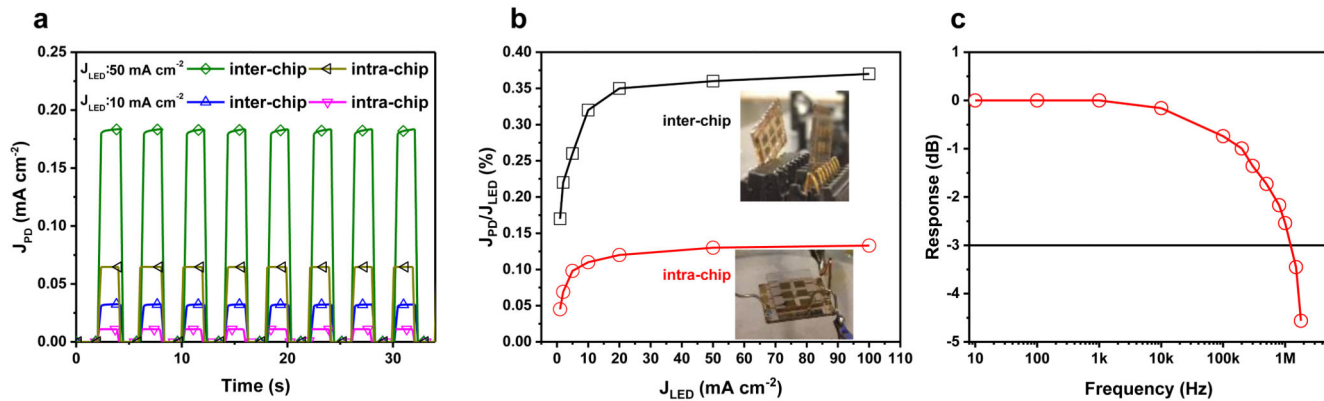 a
J_LED:50 mA cm⁻² inter-chip intra-chip
J_LED:10 mA cm⁻² inter-chip intra-chip
0.25
0.20
0.15
0.10
0.05
0.00
J_PD (mA cm⁻²)
0 10 20 30
Time (s)
b
0.40
0.35
0.30
0.25
0.20
0.15
0.10
0.05
0.00
J_PD/J_LED (%)
inter-chip
intra-chip
0 10 20 30 40 50 60 70 80 90 100 110
J_LED (mA cm⁻²)
c
1
0
-1
-2
-3
-4
-5
Response (dB)
10 100 1k 10k 100k 1M
Frequency (Hz)